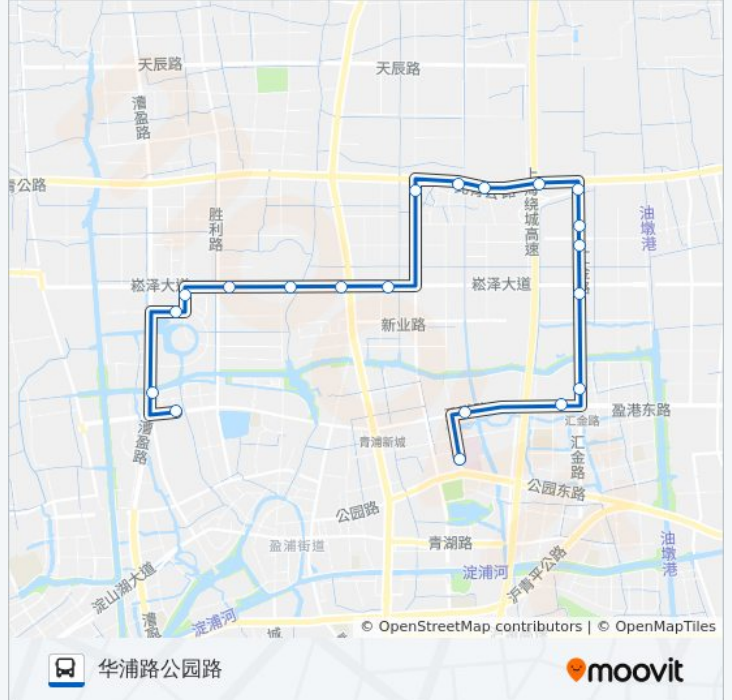 天辰路
天辰路
漕盈路
青公路
胜利路
上海绕城高速
油墩港
崧泽大道
崧泽大道
新业路
盈港东路
汇金路
漕盈路
青浦新城
汇金路
公园东路
公园路
盈浦街道
青湖路
油墩港
淀浦河
沪青平公路
淀山湖大道
淀浦河
© OpenStreetMap contributors | © OpenMapTiles
华浦路公园路
moovit